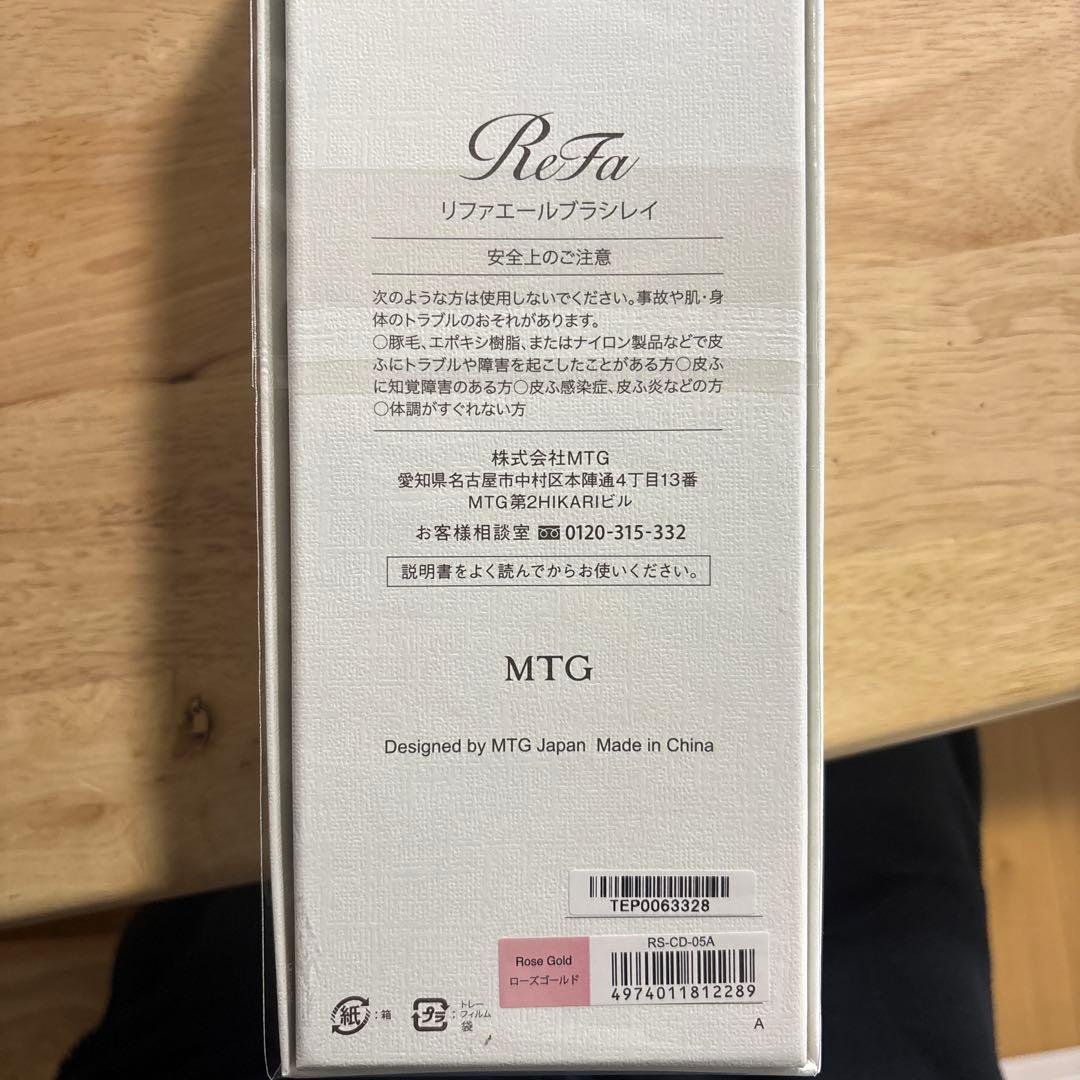 ReFa
リファエールブラシレイ
安全上のご注意
次のような方は使用しないでください。事故や肌・身
体のトラブルのおそれがあります。
○豚毛、エポキシ樹脂、またはナイロン製品などで皮
ふにトラブルや障害を起こしたことがある方○皮ふ
に知覚障害のある方○皮ふ感染症、皮ふ炎などの方
○体調がすぐれない方
株式会社MTG
愛知県名古屋市中村区本陣通4丁目13番
MTG第2HIKARIビル
お客様相談室 0120-315-332
説明書をよく読んでからお使いください。
MTG
Designed by MTG Japan Made in China
TEP0063328
RS-CD-05A
Rose Gold
ローズゴールド
4974011812289
紙:箱
プラ:トレー
フィルム
袋
A